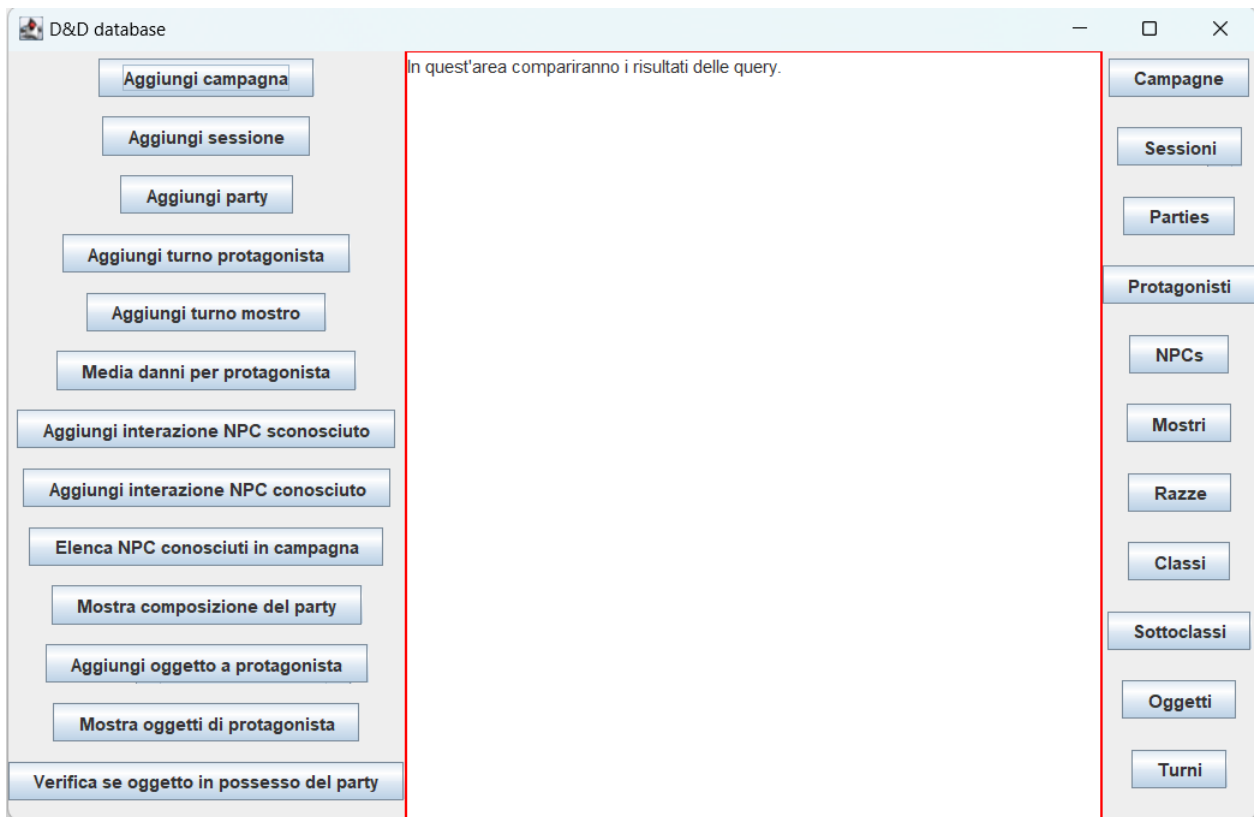 D&D database
Aggiungi campagna
Aggiungi sessione
Aggiungi party
Aggiungi turno protagonista
Aggiungi turno mostro
Media danni per protagonista
Aggiungi interazione NPC sconosciuto
Aggiungi interazione NPC conosciuto
Elenca NPC conosciuti in campagna
Mostra composizione del party
Aggiungi oggetto a protagonista
Mostra oggetti di protagonista
Verifica se oggetto in possesso del party
In quest'area compariranno i risultati delle query.
Campagne
Sessioni
Parties
Protagonisti
NPCs
Mostri
Razze
Classi
Sottoclassi
Oggetti
Turni